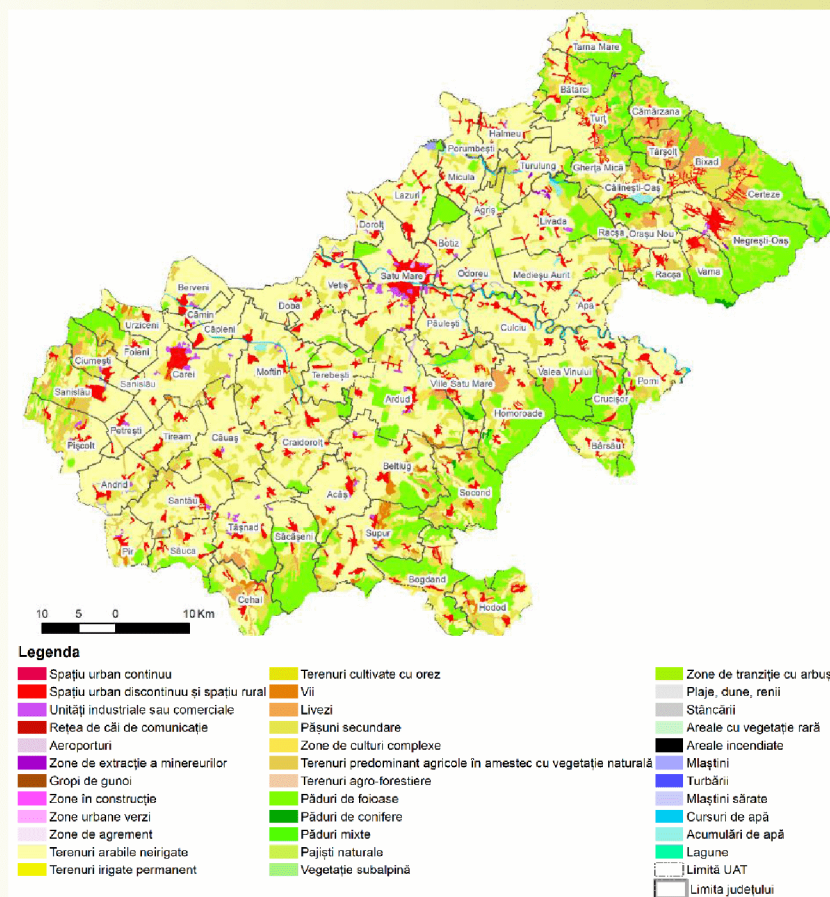 Tarna Mare
Bătarci
Cămărzana
Turț
Halmeu
Târșolț
Bixad
Porumbești
Turulung
Gherța Mică
Micula
Călinești-Oaș
Certeze
Lazuri
Agriș
Livada
Dorolț
Racșa
Orașu Nou
Negrești-Oaș
Botiz
Satu Mare
Odoreu
Medieșu Aurit
Racșa
Vama
Vetiș
Berveni
Doba
Apa
Cămin
Urziceni
Căpleni
Păulești
Culciu
Foieni
Ciumești
Sanislău
Carei
Moftin
Terebești
Viile Satu Mare
Valea Vinului
Pomi
Sanislău
Ardud
Crucișor
Homoroade
Petrești
Pișcolt
Tiream
Căuaș
Craidorolț
Bârsău
Beltiug
Andrid
Acâș
Socond
Santău
Tășnad
Săcășeni
Supur
Pir
Săuca
Bogdand
Cehal
Hodod
10 5 0 10 Km
Legenda
Spațiu urban continuu
Spațiu urban discontinuu și spațiu rural
Unități industriale sau comerciale
Rețea de căi de comunicație
Aeroporturi
Zone de extracție a minereurilor
Gropi de gunoi
Zone în construcție
Zone urbane verzi
Zone de agrement
Terenuri arabile neirigate
Terenuri irigate permanent
Terenuri cultivate cu orez
Vii
Livezi
Pășuni secundare
Zone de culturi complexe
Terenuri predominant agricole în amestec cu vegetație naturală
Terenuri agro-forestiere
Păduri de foioase
Păduri de conifere
Păduri mixte
Pajiști naturale
Vegetație subalpină
Zone de tranziție cu arbuș
Plaje, dune, renii
Stâncării
Areale cu vegetație rară
Areale incendiate
Mlaștini
Turbării
Mlaștini sărate
Cursuri de apă
Acumulări de apă
Lagune
Limită UAT
Limita județului